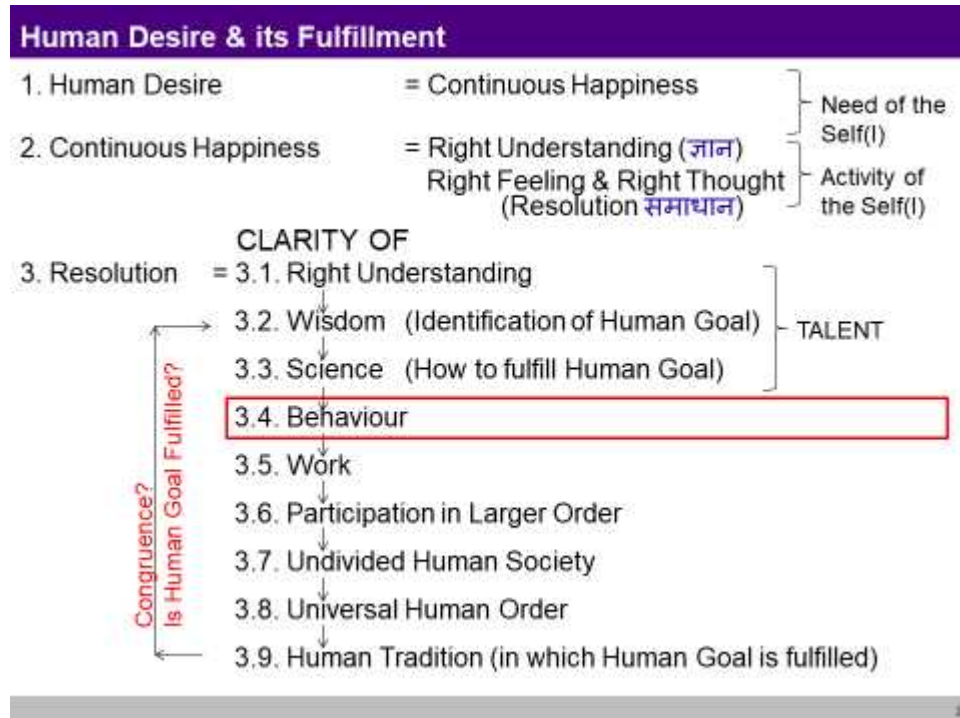 Human Desire & its Fulfillment
1. Human Desire = Continuous Happiness
Need of the
Self(I)
2. Continuous Happiness = Right Understanding (ज्ञान)
Right Feeling & Right Thought
(Resolution समाधान)
Activity of
the Self(I)
CLARITY OF
3. Resolution = 3.1. Right Understanding
3.2. Wisdom (Identification of Human Goal)
3.3. Science (How to fulfill Human Goal)
TALENT
3.4. Behaviour
3.5. Work
3.6. Participation in Larger Order
3.7. Undivided Human Society
3.8. Universal Human Order
3.9. Human Tradition (in which Human Goal is fulfilled)
Congruence?
Is Human Goal Fulfilled?